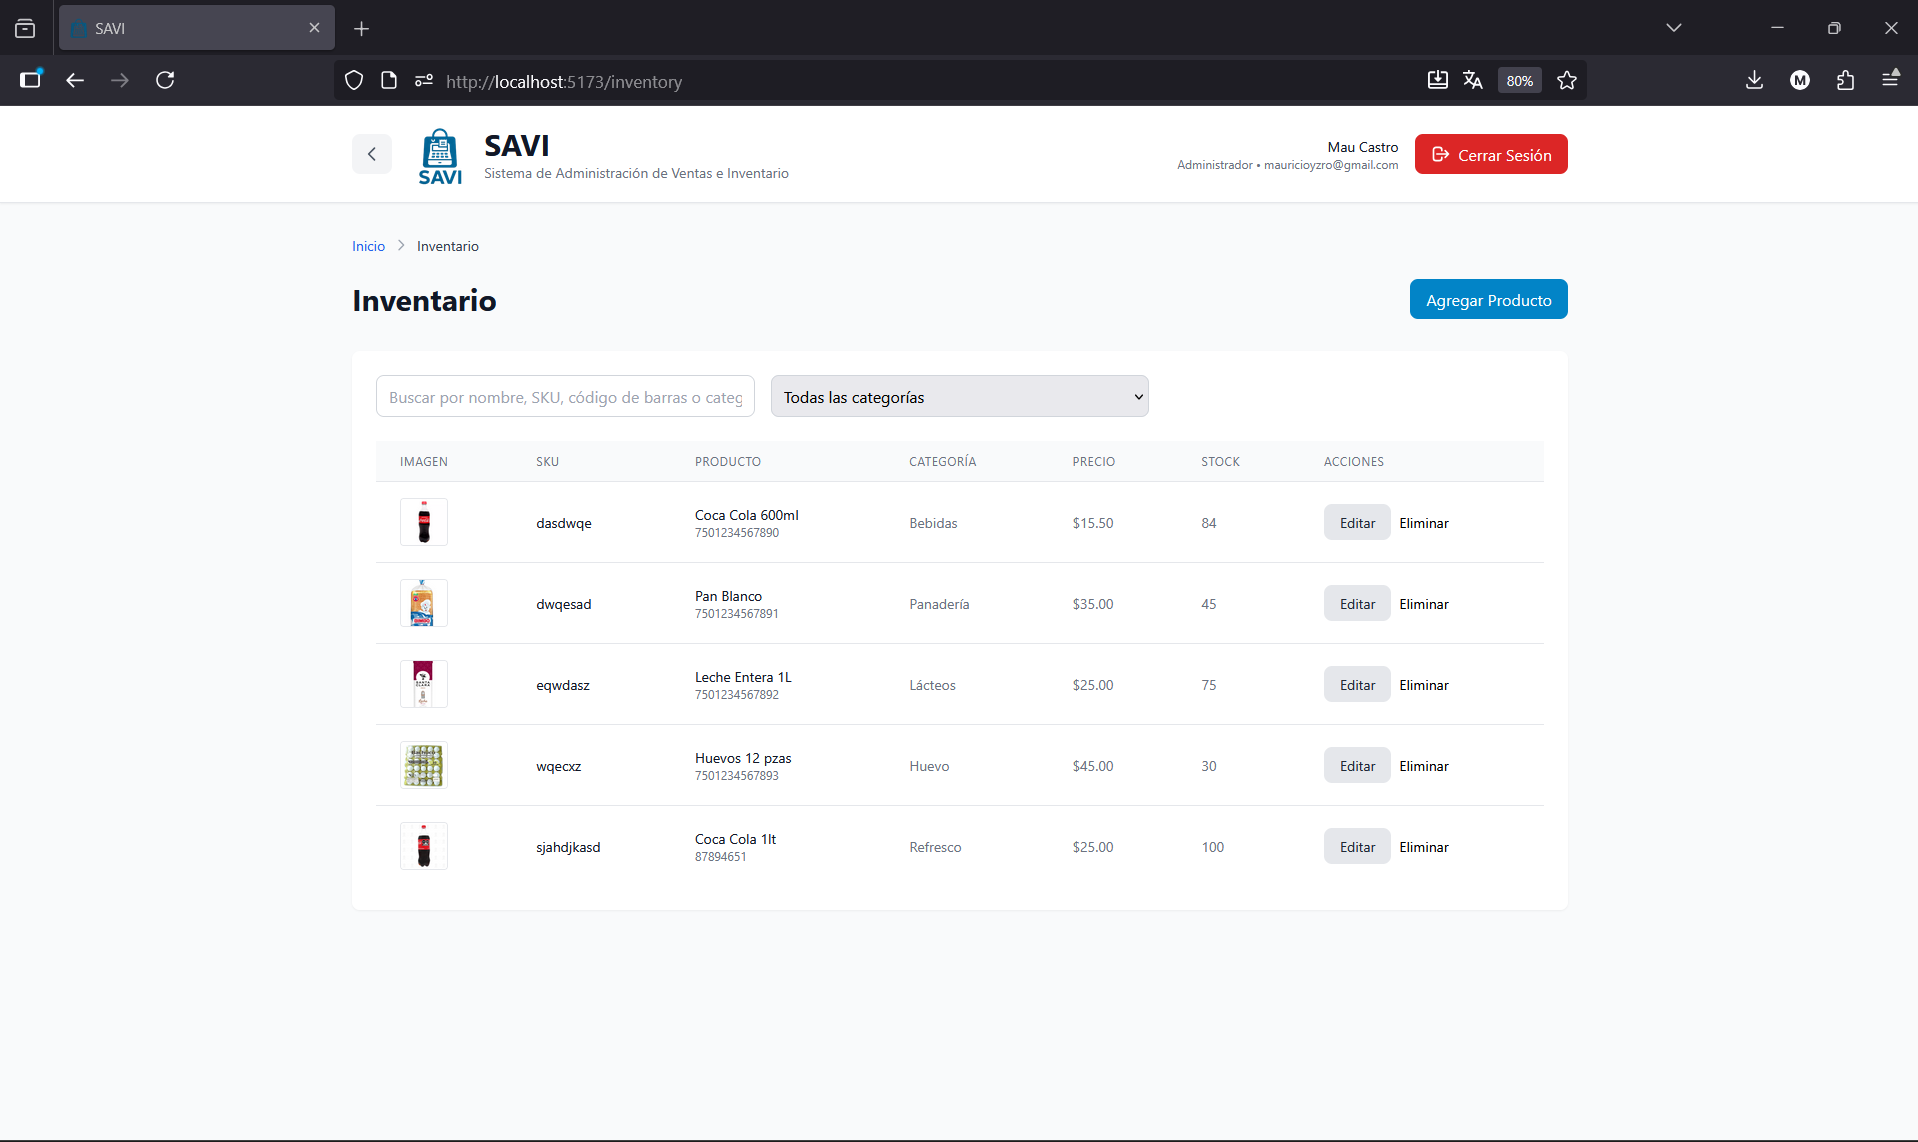 SAVI
http://localhost:5173/inventory
80%
M
SAVI
SAVI
Sistema de Administración de Ventas e Inventario
Mau Castro
Administrador • mauricioyzro@gmail.com
Cerrar Sesión
Inicio > Inventario
Inventario
Agregar Producto
Buscar por nombre, SKU, código de barras o categ
Todas las categorías
IMAGEN SKU PRODUCTO CATEGORÍA PRECIO STOCK ACCIONES
dasdwqe Coca Cola 600ml Bebidas $15.50 84 Editar Eliminar
7501234567890
dwqesad Pan Blanco Panadería $35.00 45 Editar Eliminar
7501234567891
eqwdasz Leche Entera 1L Lácteos $25.00 75 Editar Eliminar
7501234567892
wqecxz Huevos 12 pzas Huevo $45.00 30 Editar Eliminar
7501234567893
sjahdjkasd Coca Cola 1lt Refresco $25.00 100 Editar Eliminar
87894651